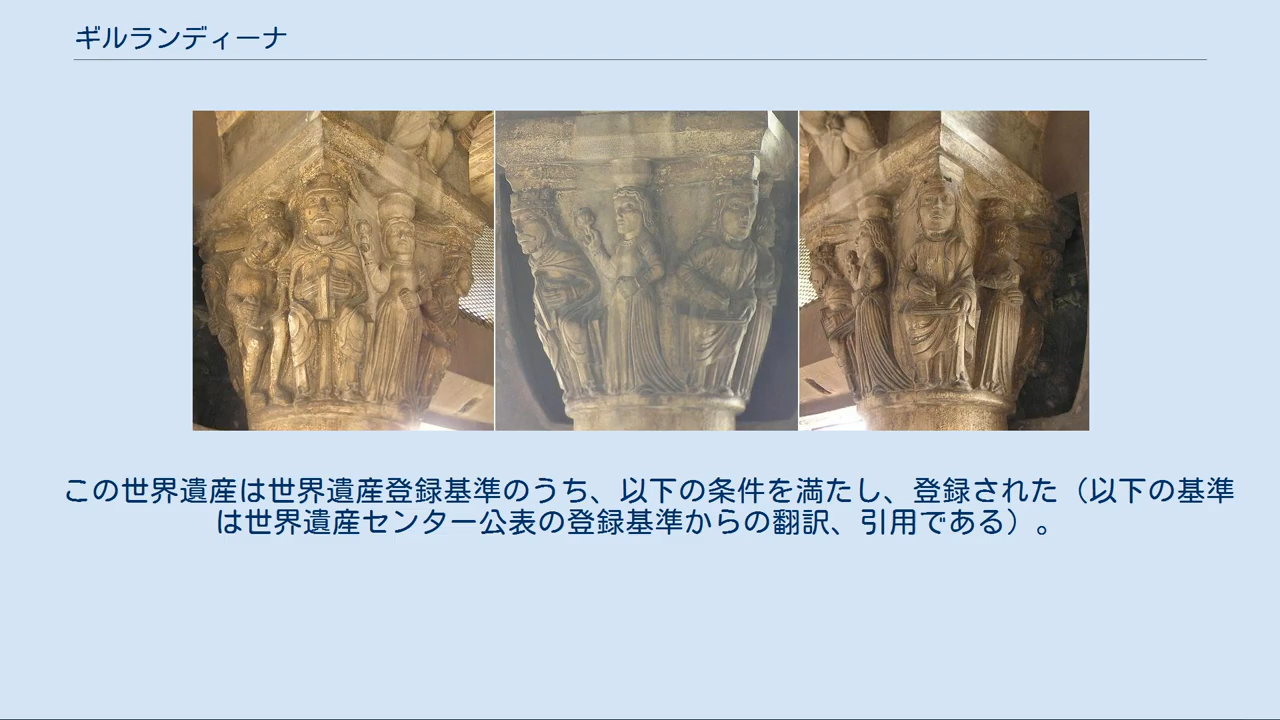 ギルランディーナ
この世界遺産は世界遺産登録基準のうち、以下の条件を満たし、登録された（以下の基準
は世界遺産センター公表の登録基準からの翻訳、引用である）。